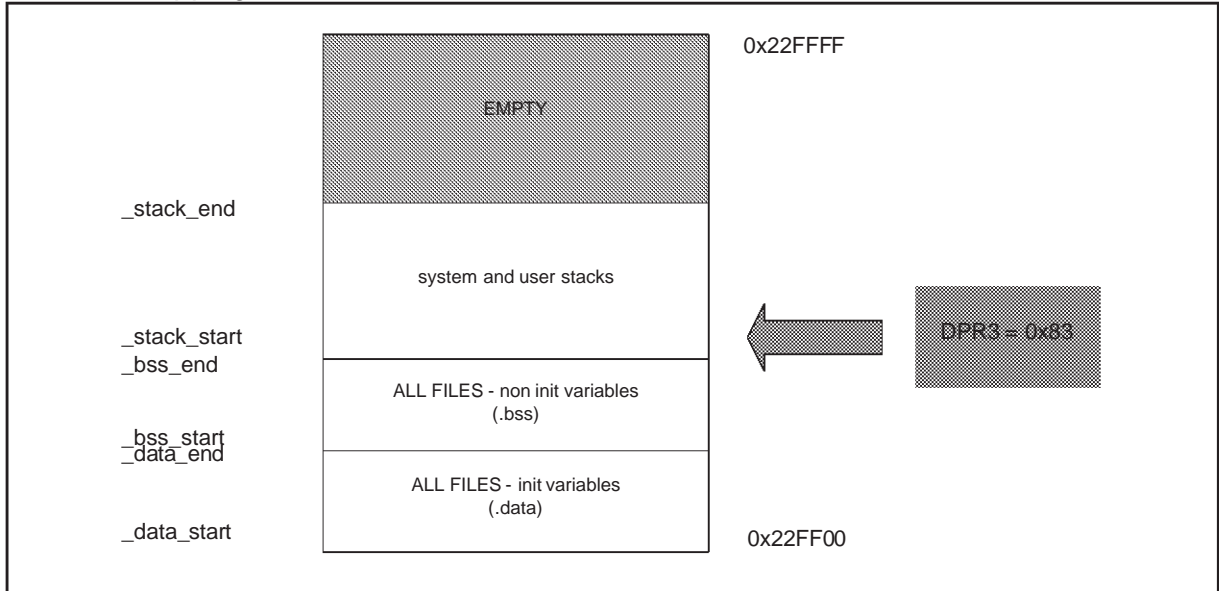 0x22FFFF
EMPTY
_stack_end
system and user stacks
_stack_start
_bss_end
DPR3 = 0x83
ALL FILES - non init variables
(.bss)
_bss_start
_data_end
ALL FILES - init variables
(.data)
_data_start
0x22FF00